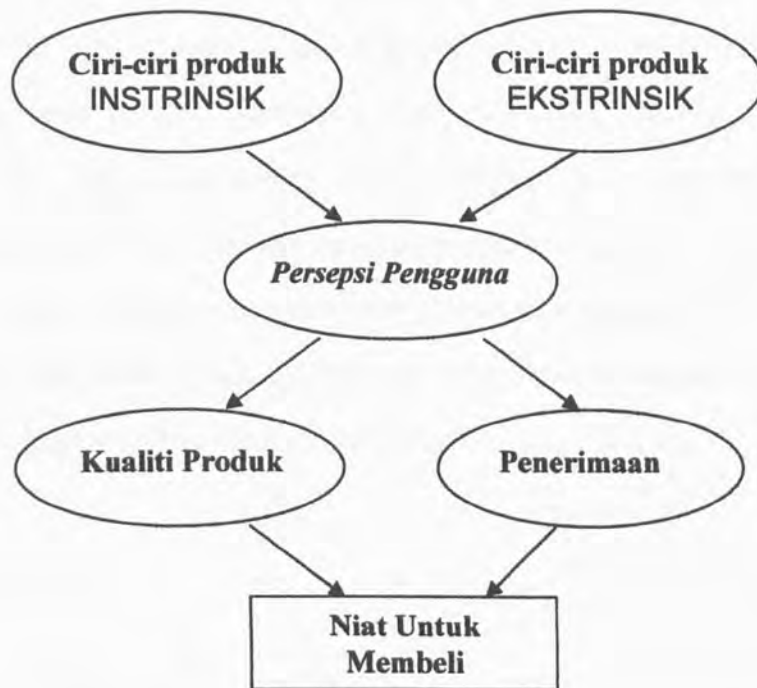 Ciri-ciri produk
INSTRINSIK
Ciri-ciri produk
EKSTRINSIK
Persepsi Pengguna
Kualiti Produk
Penerimaan
Niat Untuk
Membeli